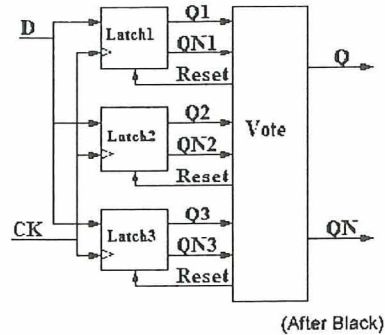 D
Latch1
Q1
QN1
Reset
Latch2
Q2
QN2
Reset
CK
Latch3
Q3
QN3
Reset
Vote
Q
QN
(After Black)